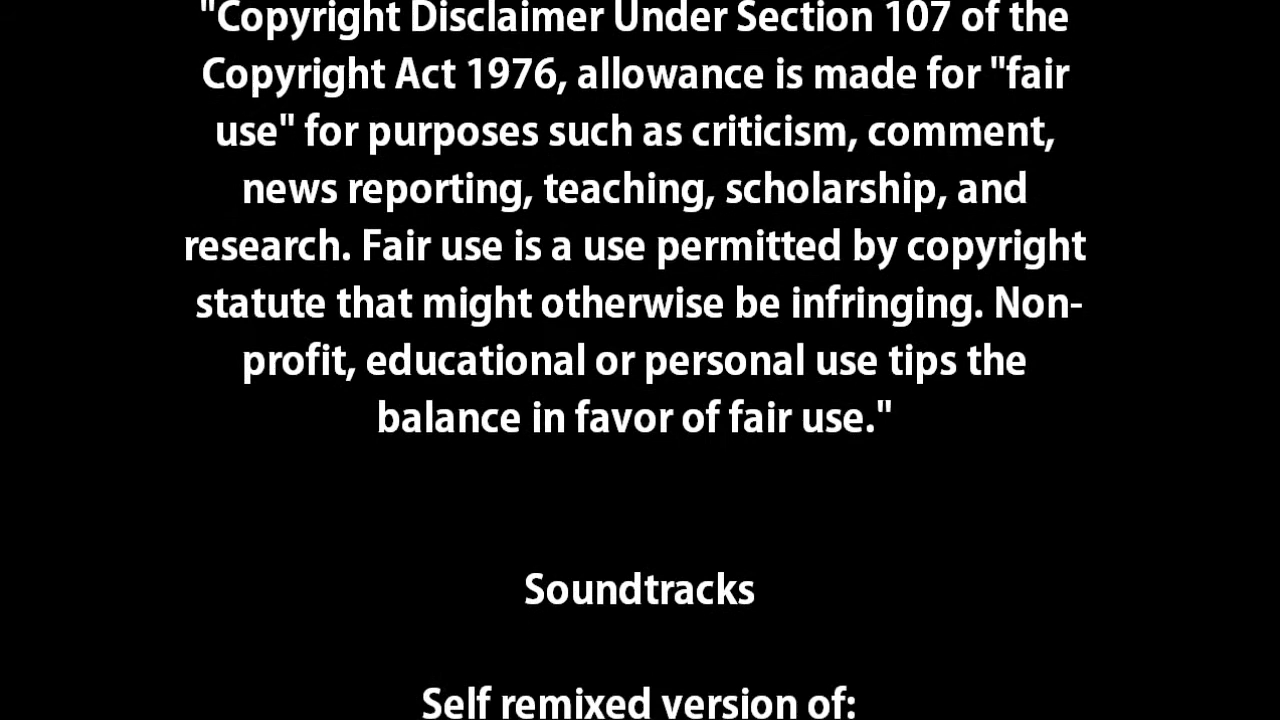 "Copyright Disclaimer Under Section 107 of the
Copyright Act 1976, allowance is made for "fair
use" for purposes such as criticism, comment,
news reporting, teaching, scholarship, and
research. Fair use is a use permitted by copyright
statute that might otherwise be infringing. Non-
profit, educational or personal use tips the
balance in favor of fair use."
Soundtracks
Self remixed version of: